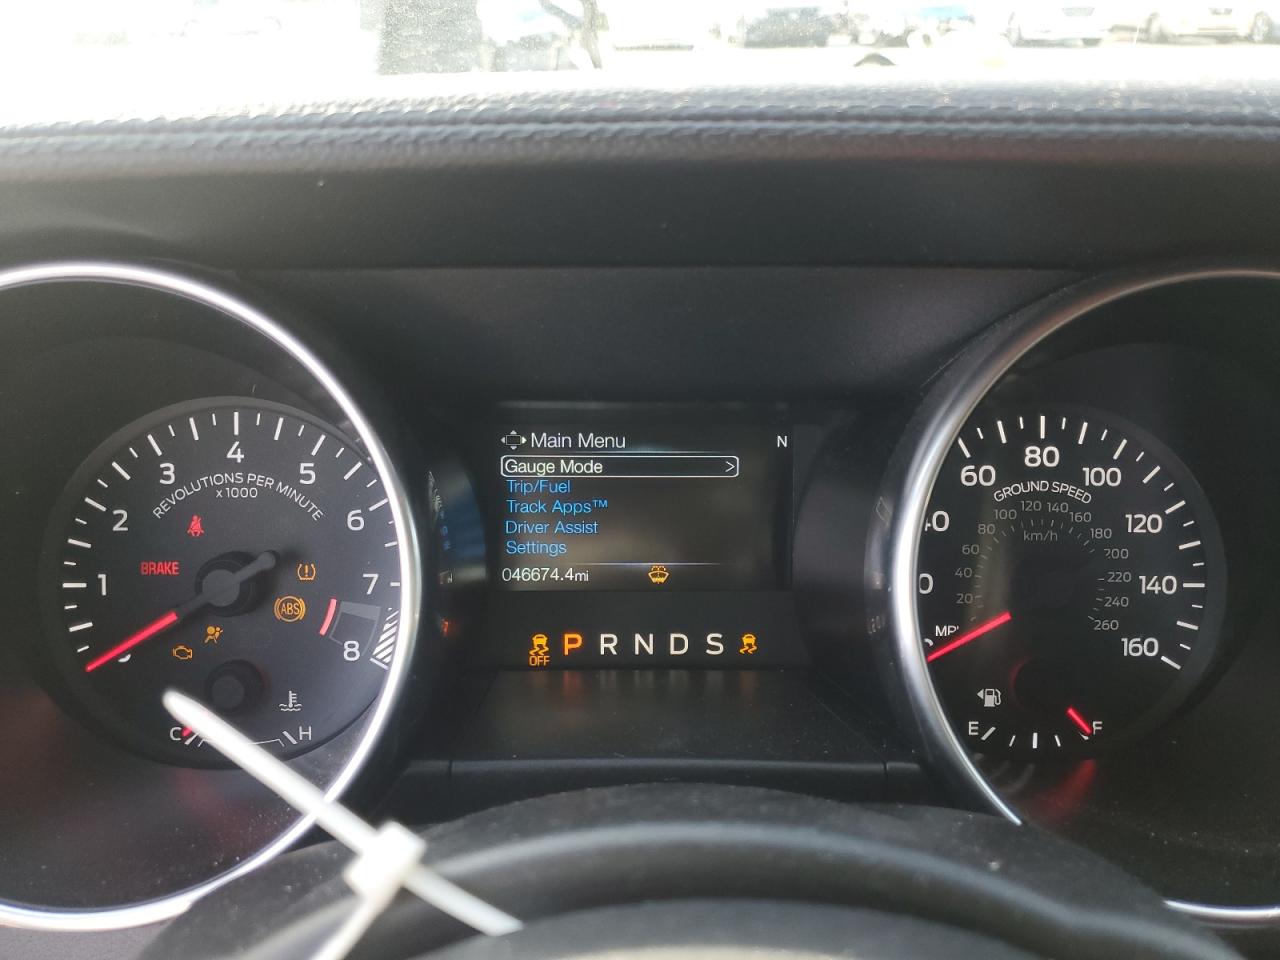 Main Menu N
Gauge Mode >
Trip/Fuel
Track Apps™
Driver Assist
Settings
046674.4mi
OFF P R N D S
1 2 3 4 5 6 7 8
REVOLUTIONS PER MINUTE
x 1000
BRAKE
ABS
C H
60 80 100 120 140 160
GROUND SPEED
km/h
20 40 60 80 100 120 140 160 180 200 220 240 260
E F